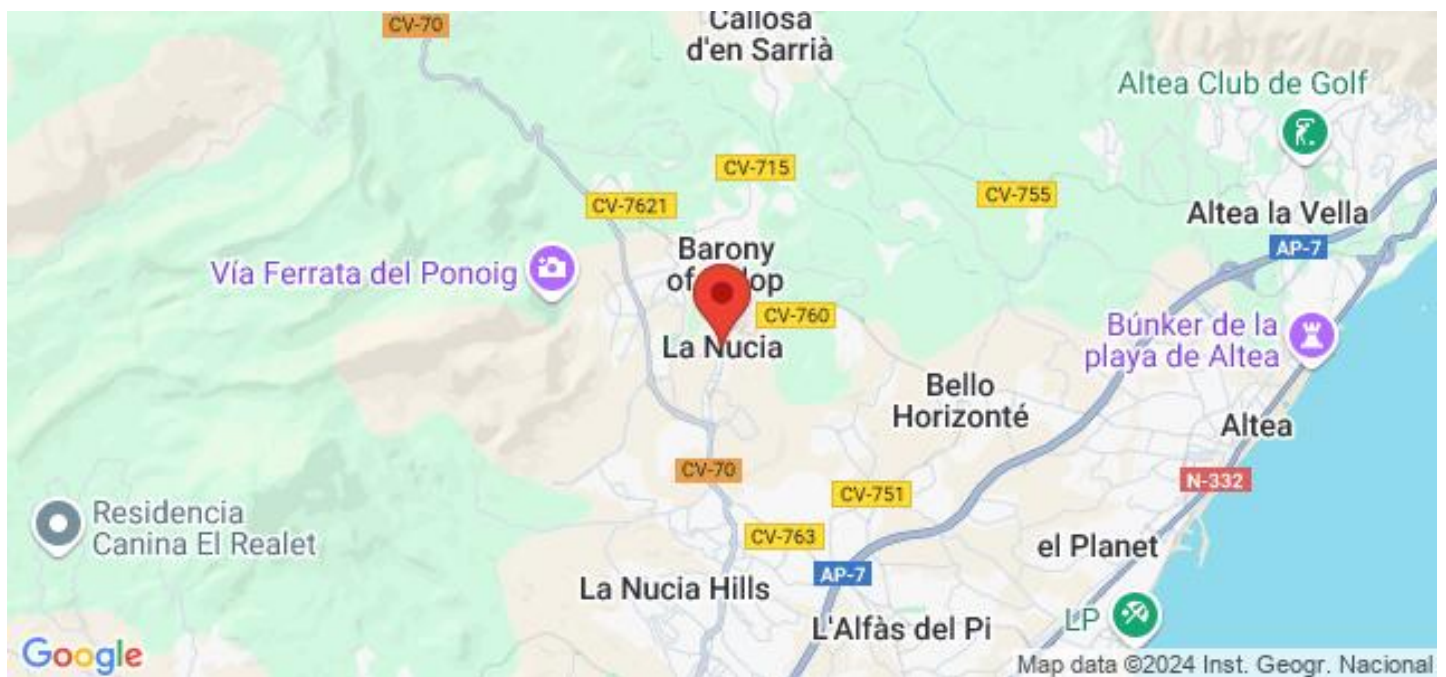 CV-70
Callosa
d'en Sarrià
Altea Club de Golf
CV-715
CV-755
CV-7621
Altea la Vella
AP-7
Barony
Vía Ferrata del Ponoig
CV-760
Búnker de la
playa de Altea
La Nucia
Bello
Horizonté
Altea
CV-70
N-332
CV-751
Residencia
Canina El Realet
CV-763
el Planet
AP-7
La Nucia Hills
LP
L'Alfàs del Pi
Google
Map data ©2024 Inst. Geogr. Nacional